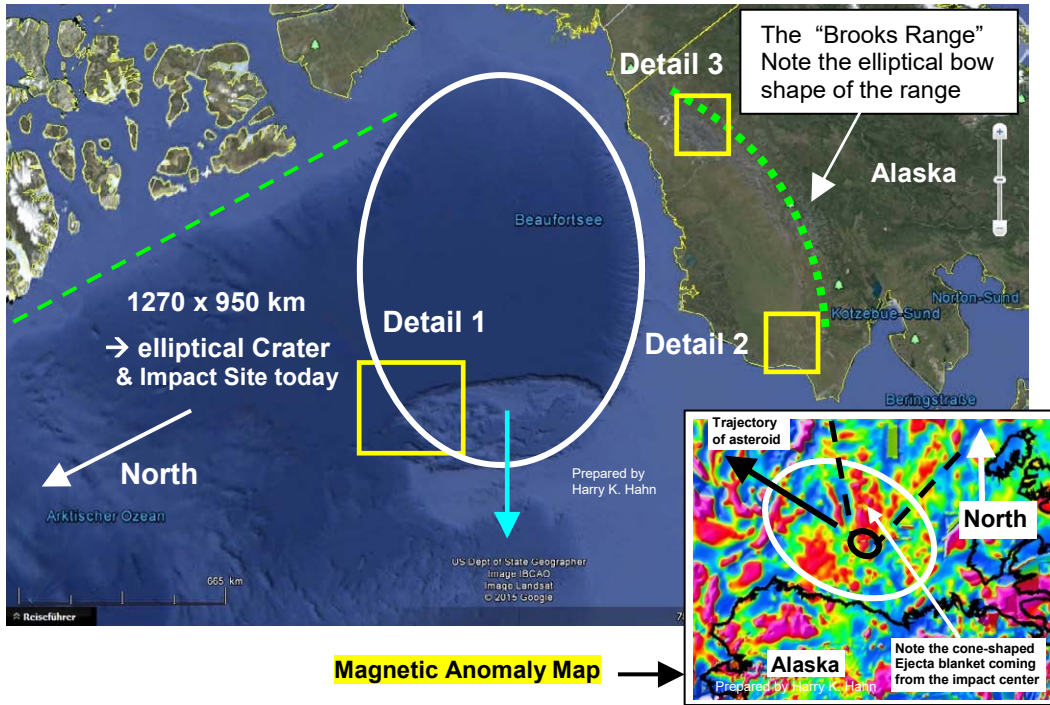 The “Brooks Range”
Note the elliptical bow
shape of the range
Detail 3
Alaska
Beaufortsee
1270 x 950 km
→ elliptical Crater
& Impact Site today
Detail 1
Norton-Sund
Kotzebue-Sund
Detail 2
Beringstraße
North
Prepared by
Harry K. Hahn
Arktischer Ozean
US Dept of State Geographer
Image IBCAO
Image Landsat
© 2015 Google
665 km
Reiseführer
78
Trajectory
of asteroid
North
Note the cone-shaped
Ejecta blanket coming
from the impact center
Alaska
Prepared by Harry K. Hahn
Magnetic Anomaly Map